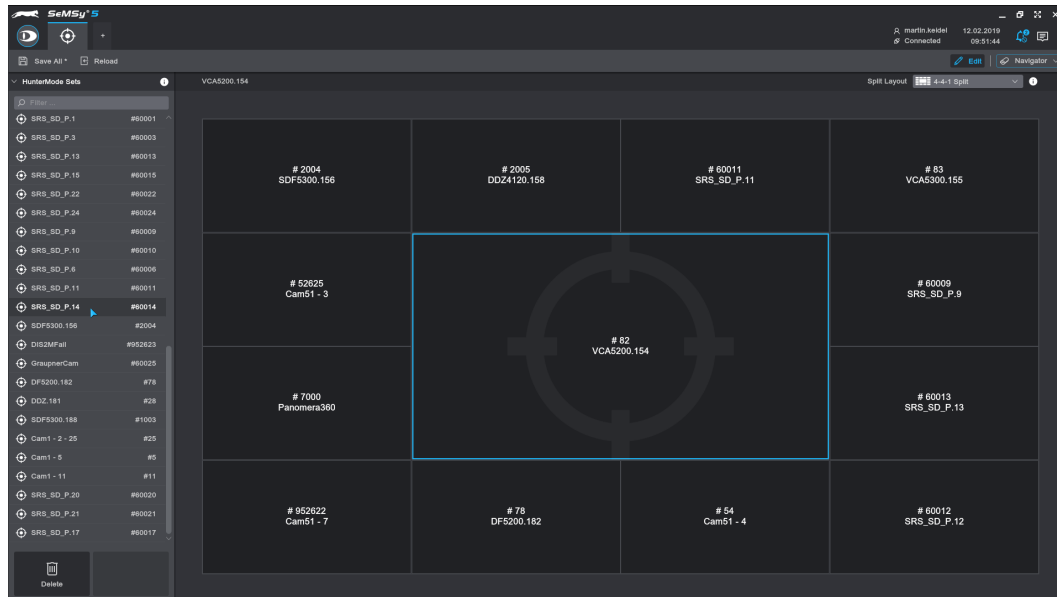 SeMSy®5
martin.keldel 12.02.2019
Connected 09:51:44
Save All * Reload
Edit Navigator
HunterMode Sets
VCA5200.154
Split Layout 4-4-1 Split
Filter ...
SRS_SD_P.1 #60001
SRS_SD_P.3 #60003
SRS_SD_P.13 #60013
SRS_SD_P.15 #60015
SRS_SD_P.22 #60022
SRS_SD_P.24 #60024
SRS_SD_P.9 #60009
SRS_SD_P.10 #60010
SRS_SD_P.6 #60006
SRS_SD_P.11 #60011
SRS_SD_P.14 #60014
SDF5300.156 #2004
DIS2MFall #952623
GraupnerCam #60025
DF5200.182 #78
DDZ.181 #28
SDF5300.188 #1003
Cam1 - 2 - 25 #25
Cam1 - 5 #5
Cam1 - 11 #11
SRS_SD_P.20 #60020
SRS_SD_P.21 #60021
SRS_SD_P.17 #60017
Delete
# 2004
SDF5300.156
# 2005
DDZ4120.158
# 60011
SRS_SD_P.11
# 83
VCA5300.155
# 52625
Cam51 - 3
# 82
VCA5200.154
# 60009
SRS_SD_P.9
# 7000
Panomera360
# 60013
SRS_SD_P.13
# 952622
Cam51 - 7
# 78
DF5200.182
# 54
Cam51 - 4
# 60012
SRS_SD_P.12